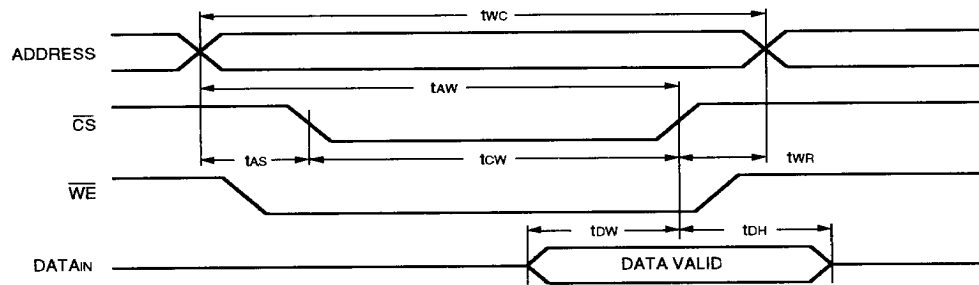 tWC
ADDRESS
tAW
CS
tAS
tCW
tWR
WE
tDW
tDH
DATAIN
DATA VALID